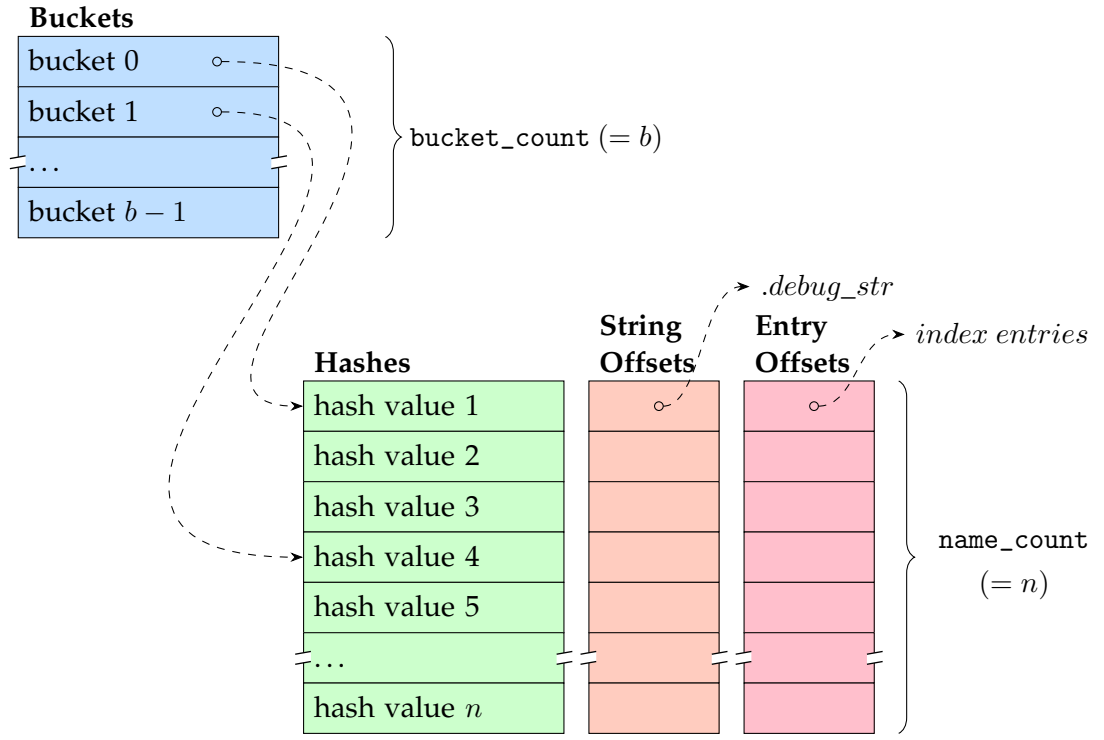 Buckets
bucket 0
bucket 1
...
bucket b − 1
bucket_count (= b)
.debug_str
String
Offsets
Entry
Offsets
index entries
Hashes
hash value 1
hash value 2
hash value 3
hash value 4
hash value 5
...
hash value n
name_count
(= n)